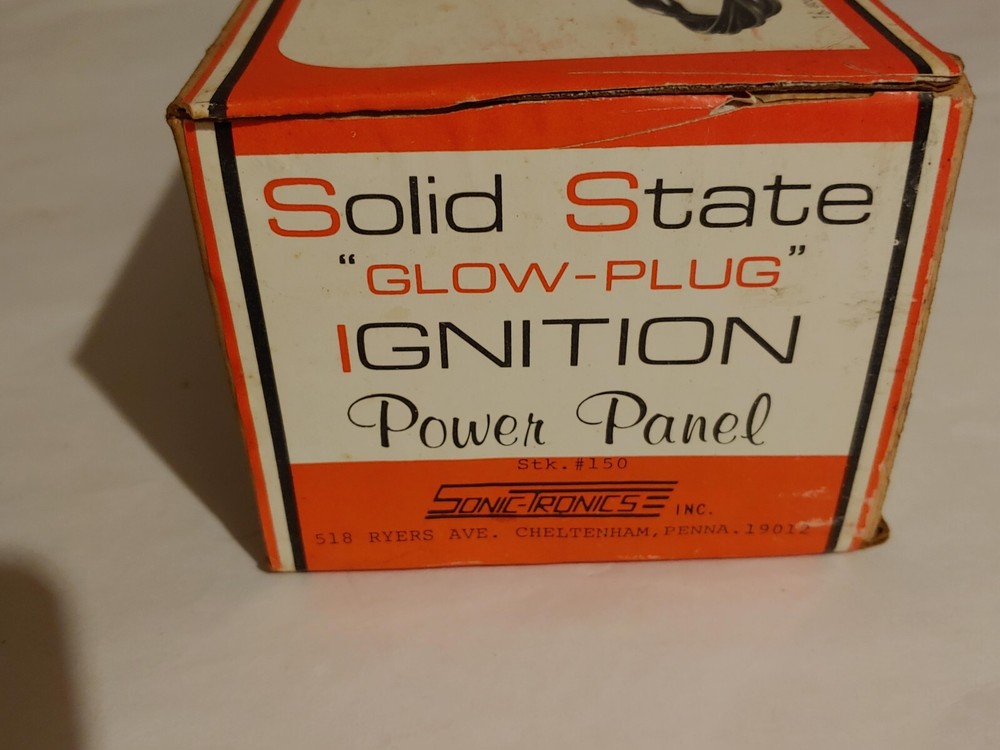 Solid State
“GLOW-PLUG”
IGNITION
Power Panel
Stk.#150
SONIC-TRONICS INC.
518 RYERS AVE. CHELTENHAM, PENNA.19012